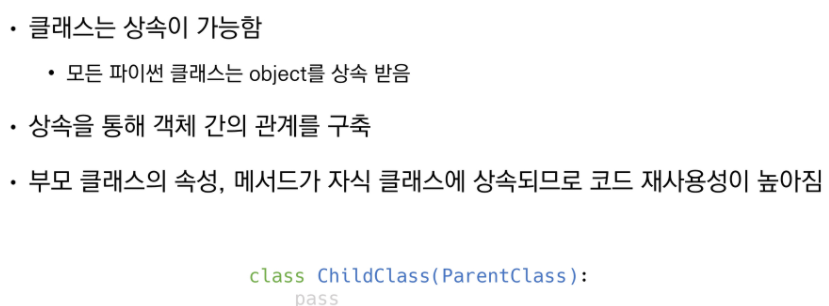 • 클래스는 상속이 가능함
• 모든 파이썬 클래스는 object를 상속 받음
• 상속을 통해 객체 간의 관계를 구축
• 부모 클래스의 속성, 메서드가 자식 클래스에 상속되므로 코드 재사용성이 높아짐
class ChildClass(ParentClass):
    pass